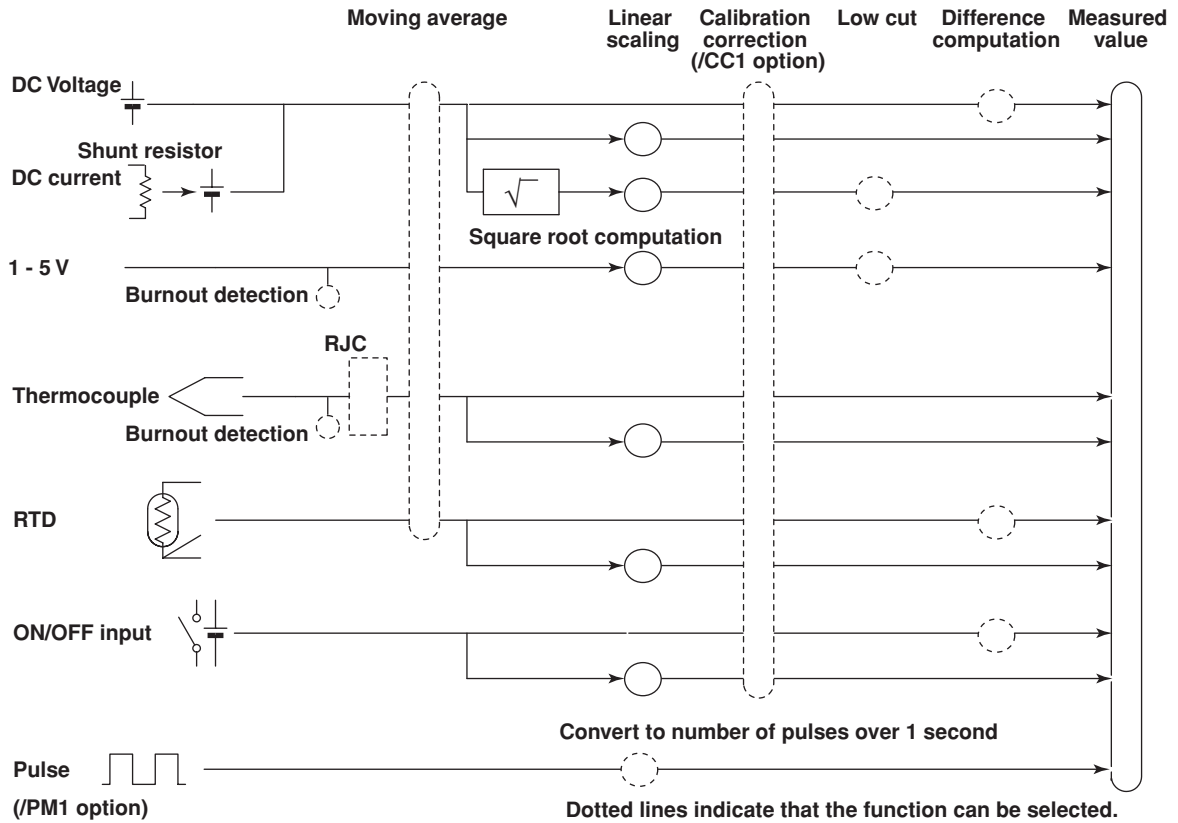 Moving average
Linear
scaling
Calibration
correction
(/CC1 option)
Low cut
Difference
computation
Measured
value
DC Voltage
Shunt resistor
DC current
√
Square root computation
1 - 5 V
Burnout detection
RJC
Thermocouple
Burnout detection
RTD
ON/OFF input
Convert to number of pulses over 1 second
Pulse
(/PM1 option)
Dotted lines indicate that the function can be selected.